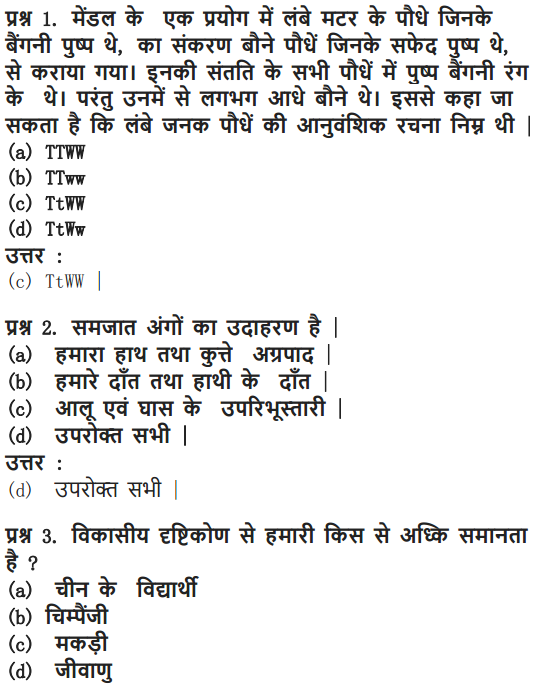 प्रश्न 1. मेंडल के एक प्रयोग में लंबे मटर के पौधे जिनके
बैंगनी पुष्प थे, का संकरण बौने पौधें जिनके सफेद पुष्प थे,
से कराया गया। इनकी संतति के सभी पौधें में पुष्प बैंगनी रंग
के थे। परंतु उनमें से लगभग आधे बौने थे। इससे कहा जा
सकता है कि लंबे जनक पौधें की आनुवंशिक रचना निम्न थी |
(a) TTWW
(b) TTww
(c) TtWW
(d) TtWw
उत्तर :
(c) TtWW |
प्रश्न 2. समजात अंगों का उदाहरण है |
(a) हमारा हाथ तथा कुत्ते अग्रपाद |
(b) हमारे दाँत तथा हाथी के दाँत |
(c) आलू एवं घास के उपरिभूस्तारी |
(d) उपरोक्त सभी |
उत्तर :
(d) उपरोक्त सभी |
प्रश्न 3. विकासीय दृष्टिकोण से हमारी किस से अध्कि समानता
है ?
(a) चीन के विद्यार्थी
(b) चिम्पैंजी
(c) मकड़ी
(d) जीवाणु